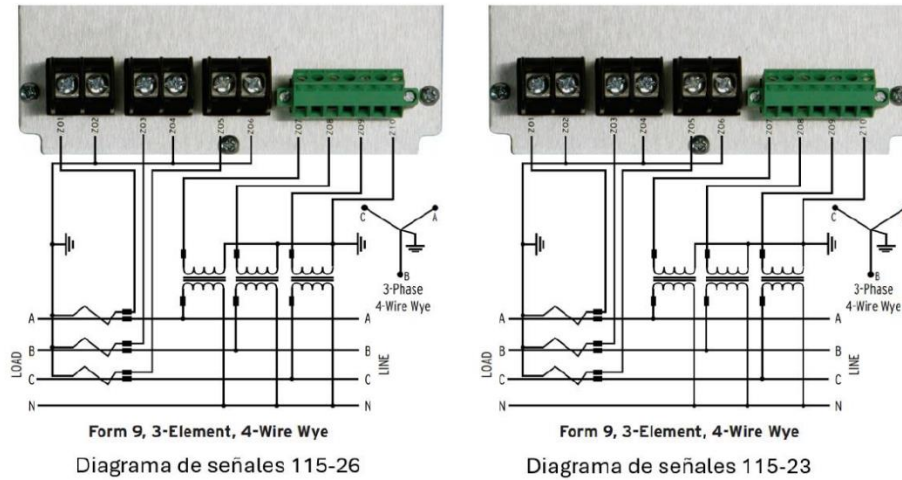 Z01 Z02 Z03 Z04 Z05 Z06 Z07 Z08 Z09 Z10
C A
B
3-Phase
4-Wire Wye
LOAD
A A
B B
C C
N N
LINE
Form 9, 3-Element, 4-Wire Wye
Diagrama de señales 115-26
Z01 Z02 Z03 Z04 Z05 Z06 Z07 Z08 Z09 Z10
C A
B
3-Phase
4-Wire Wye
LOAD
A A
B B
C C
N N
LINE
Form 9, 3-Element, 4-Wire Wye
Diagrama de señales 115-23